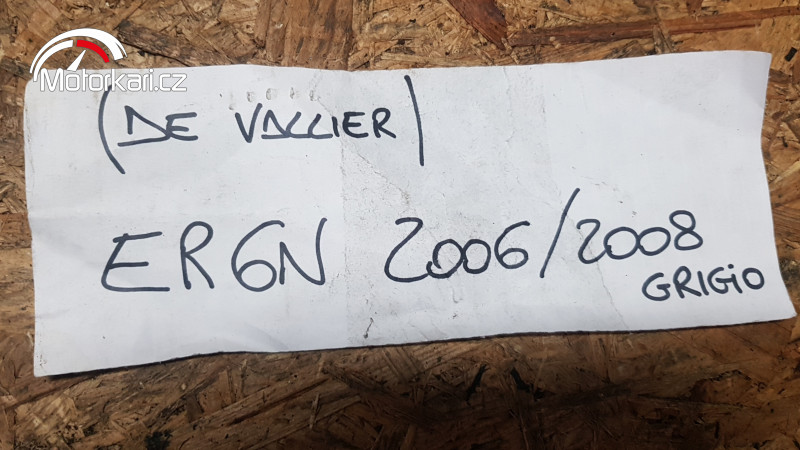 Motorkari.cz
(DE VALLIER)
ER6N 2006/2008
GRIGIO